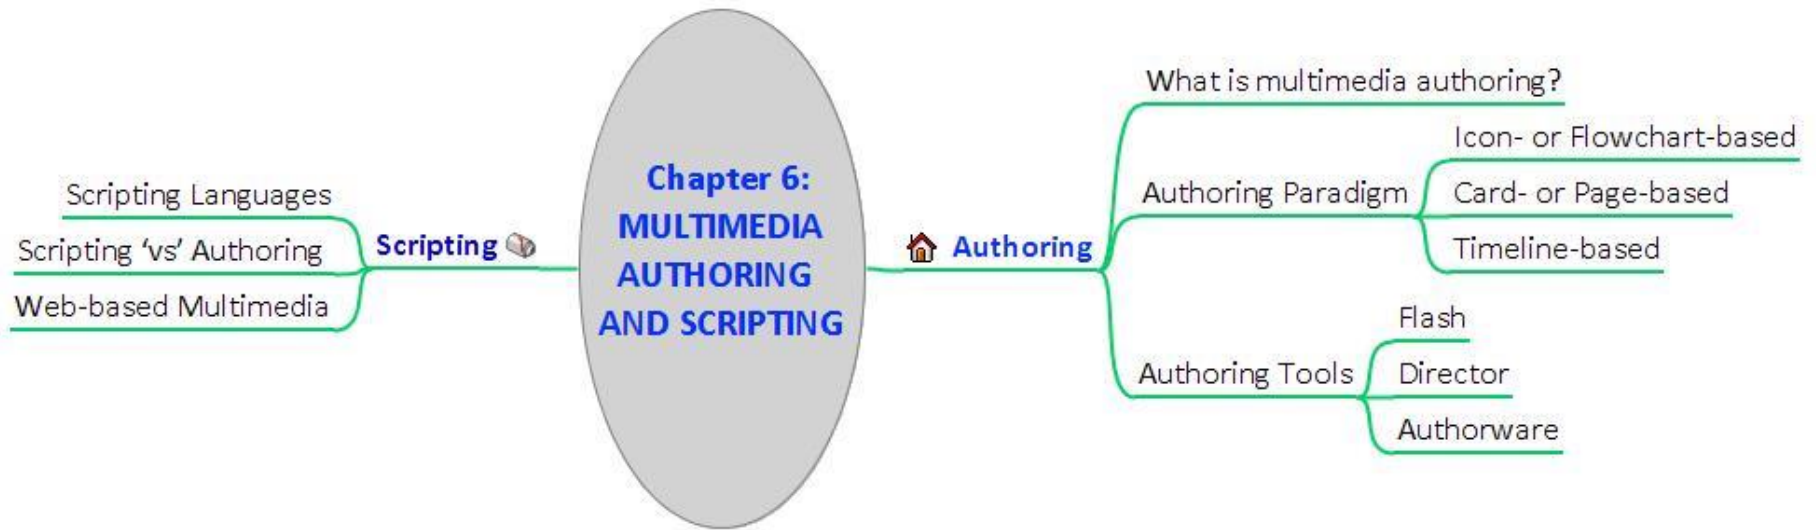 Chapter 6:
MULTIMEDIA
AUTHORING
AND SCRIPTING
Scripting
Scripting Languages
Scripting ‘vs’ Authoring
Web-based Multimedia
Authoring
What is multimedia authoring?
Authoring Paradigm
Icon- or Flowchart-based
Card- or Page-based
Timeline-based
Authoring Tools
Flash
Director
Authorware